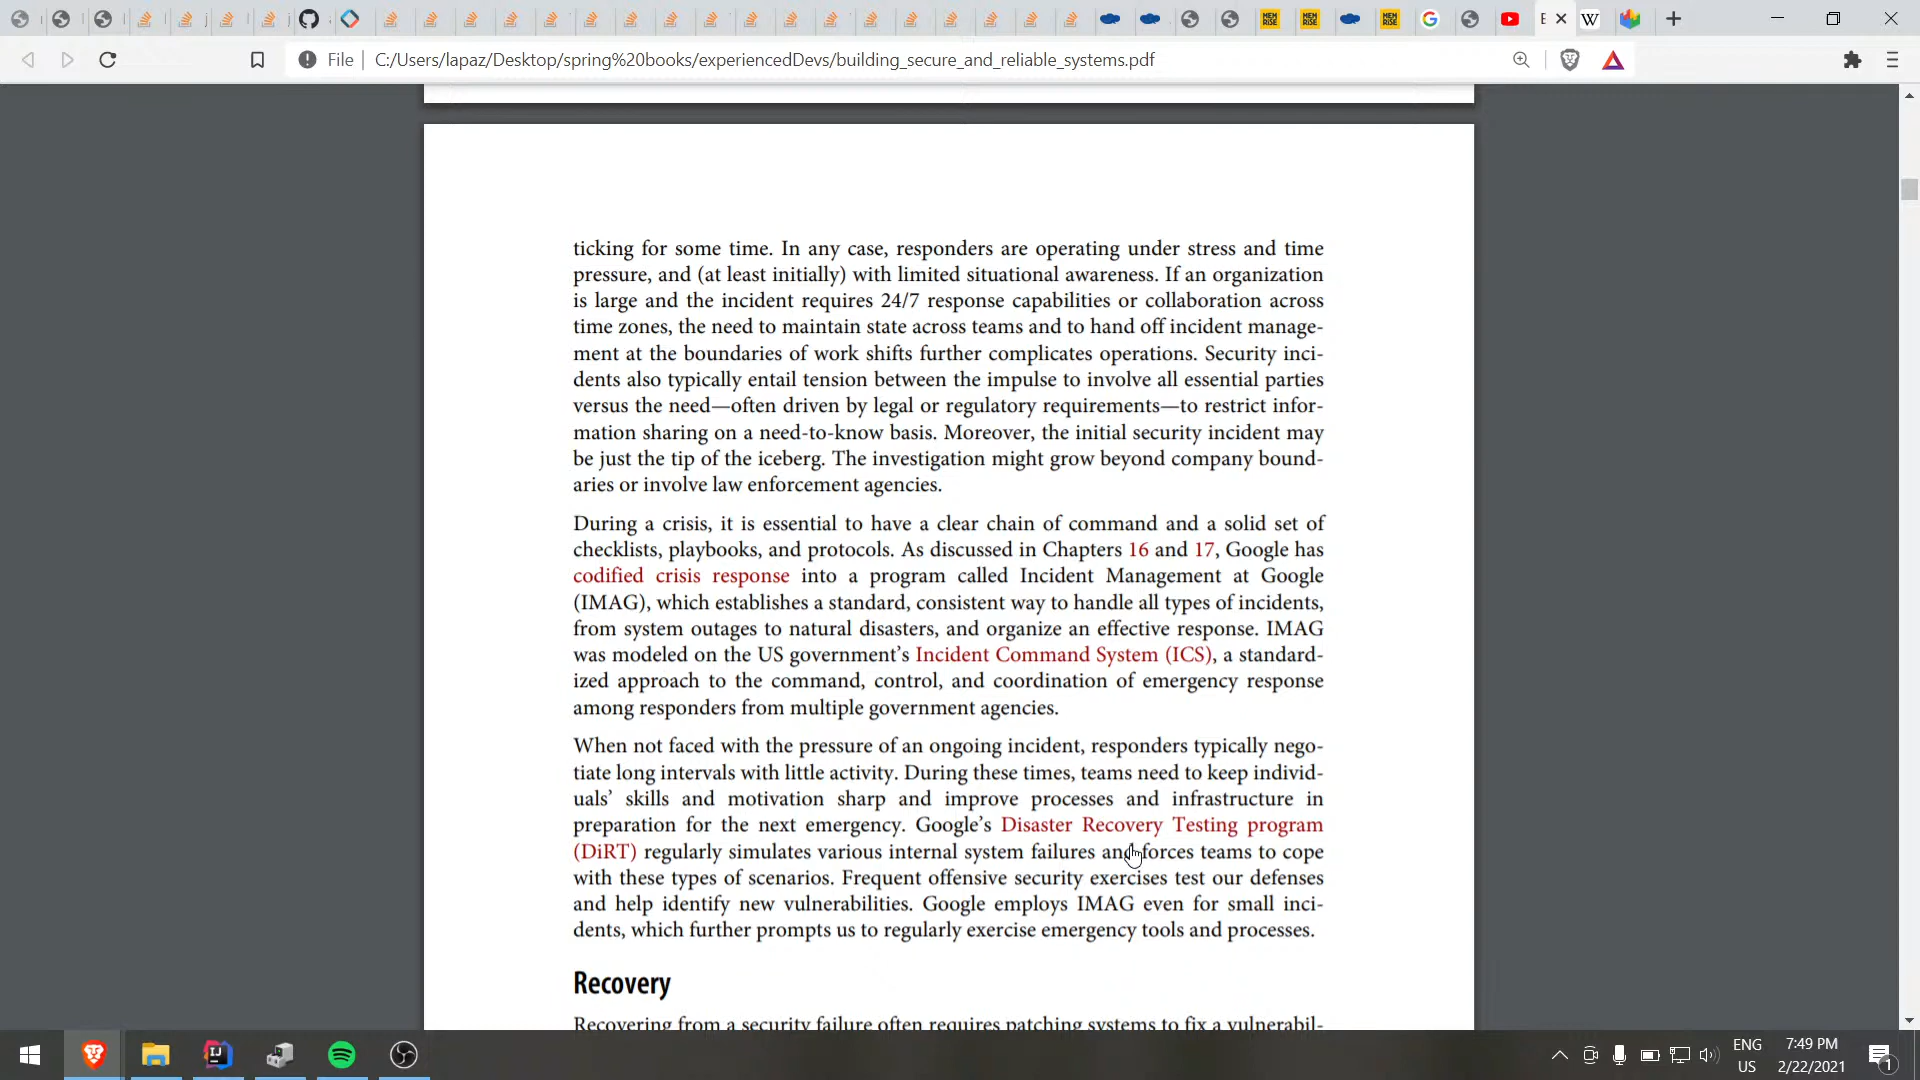 File
C:/Users/lapaz/Desktop/spring%20books/experiencedDevs/building_secure_and_reliable_systems.pdf
ticking for some time. In any case, responders are operating under stress and time
pressure, and (at least initially) with limited situational awareness. If an organization
is large and the incident requires 24/7 response capabilities or collaboration across
time zones, the need to maintain state across teams and to hand off incident manage-
ment at the boundaries of work shifts further complicates operations. Security inci-
dents also typically entail tension between the impulse to involve all essential parties
versus the need—often driven by legal or regulatory requirements—to restrict infor-
mation sharing on a need-to-know basis. Moreover, the initial security incident may
be just the tip of the iceberg. The investigation might grow beyond company bound-
aries or involve law enforcement agencies.
During a crisis, it is essential to have a clear chain of command and a solid set of
checklists, playbooks, and protocols. As discussed in Chapters 16 and 17, Google has
codified crisis response into a program called Incident Management at Google
(IMAG), which establishes a standard, consistent way to handle all types of incidents,
from system outages to natural disasters, and organize an effective response. IMAG
was modeled on the US government’s Incident Command System (ICS), a standard-
ized approach to the command, control, and coordination of emergency response
among responders from multiple government agencies.
When not faced with the pressure of an ongoing incident, responders typically nego-
tiate long intervals with little activity. During these times, teams need to keep individ-
uals’ skills and motivation sharp and improve processes and infrastructure in
preparation for the next emergency. Google’s Disaster Recovery Testing program
(DiRT) regularly simulates various internal system failures and forces teams to cope
with these types of scenarios. Frequent offensive security exercises test our defenses
and help identify new vulnerabilities. Google employs IMAG even for small inci-
dents, which further prompts us to regularly exercise emergency tools and processes.
Recovery
Recovering from a security failure often requires patching systems to fix a vulnerabil-
ENG
US
7:49 PM
2/22/2021
1